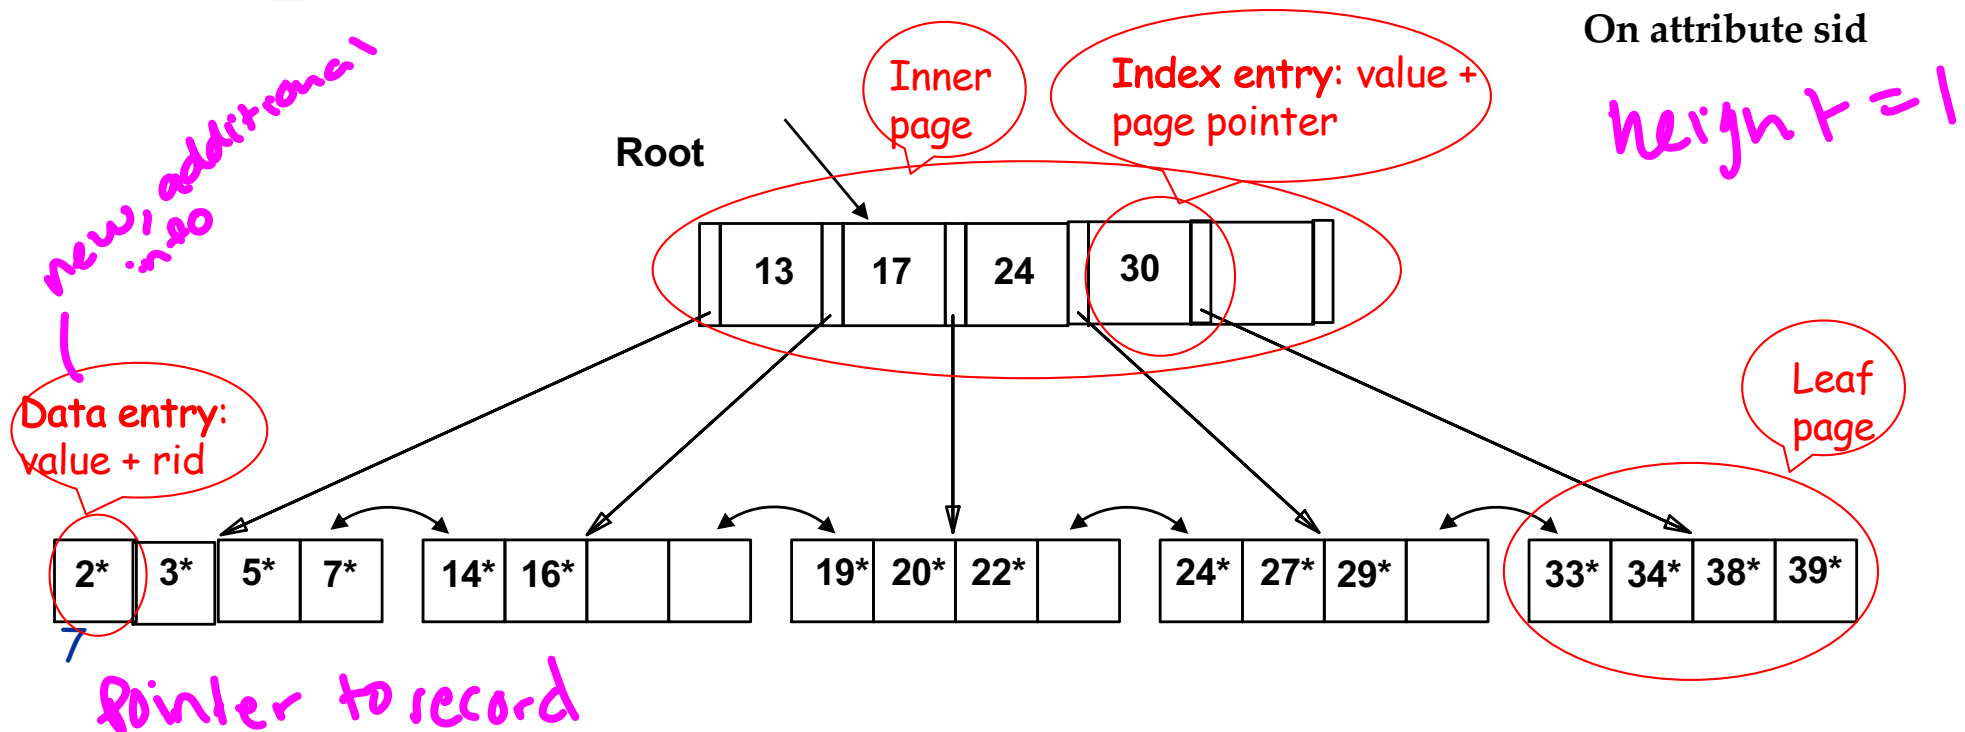 On attribute sid
height = 1
new, additional
info
Inner
page
Index entry: value +
page pointer
Root
13 17 24 30
Data entry:
value + rid
Leaf
page
2* 3* 5* 7* 14* 16* 19* 20* 22* 24* 27* 29* 33* 34* 38* 39*
pointer to record